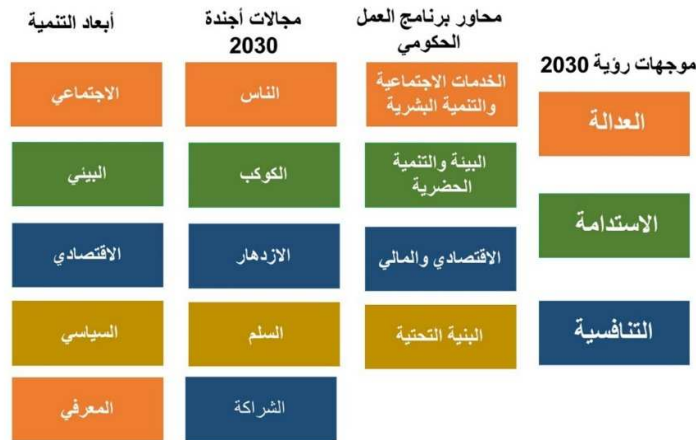 موجهات رؤية 2030
العدالة
الاستدامة
التنافسية
محاور برنامج العمل
الحكومي
الخدمات الاجتماعية
والتنمية البشرية
البيئة والتنمية
الحضرية
الاقتصادي والمالي
البنية التحتية
مجالات أجندة
2030
الناس
الكوكب
الازدهار
السلم
الشراكة
أبعاد التنمية
الاجتماعي
البيئي
الاقتصادي
السياسي
المعرفي